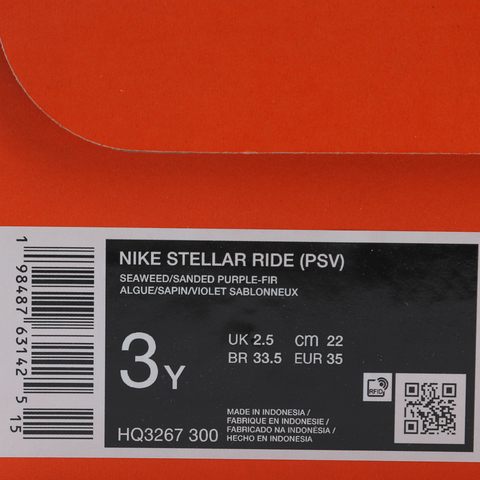 1 98487 63142 5 15
NIKE STELLAR RIDE (PSV)
SEAWEED/SANDED PURPLE-FIR
ALGUE/SAPIN/VIOLET SABLONNEUX
3Y
UK 2.5 cm 22
BR 33.5 EUR 35
RFID
HQ3267 300
MADE IN INDONESIA /
FABRIQUE EN INDONESIE /
FABRICADO NA INDONÉSIA /
HECHO EN INDONESIA